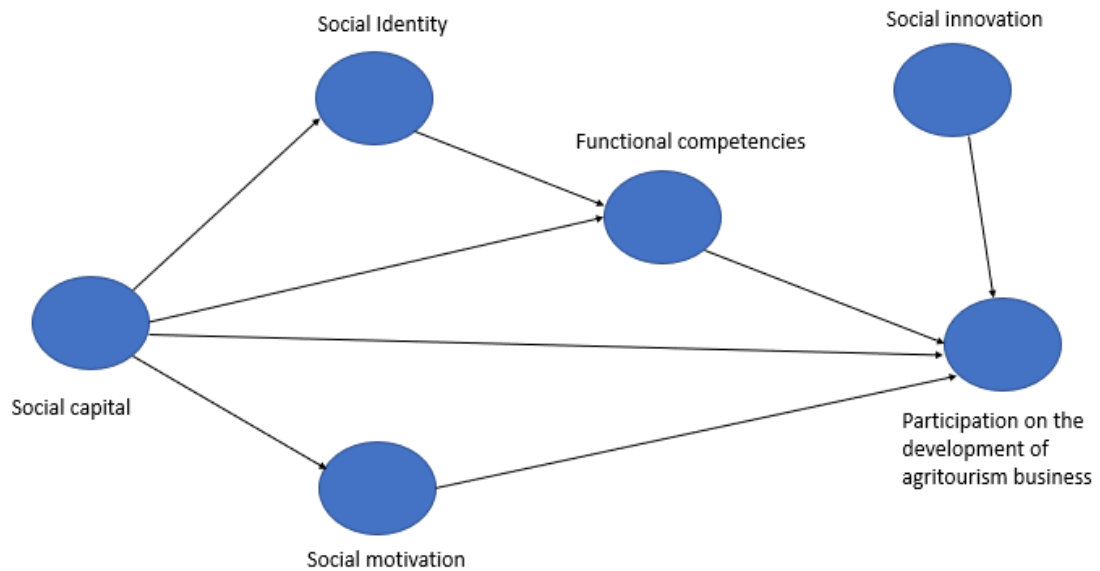 Social innovation
Social Identity
Functional competencies
Social capital
Participation on the
development of
agritourism business
Social motivation